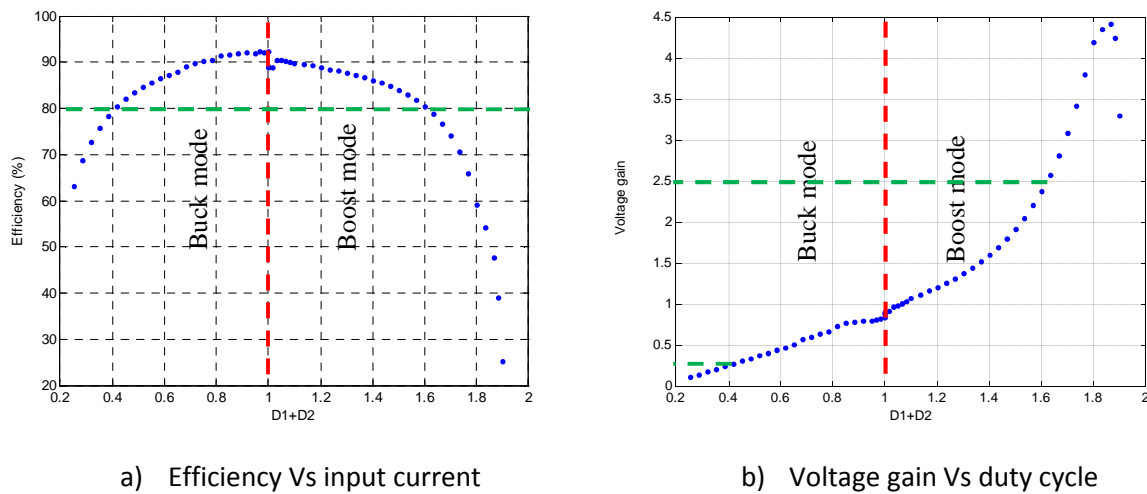 100
90
80
70
60
50
40
30
20
Efficiency (%)
Buck mode
Boost mode
0.2 0.4 0.6 0.8 1 1.2 1.4 1.6 1.8 2
D1+D2
a) Efficiency Vs input current
4.5
4
3.5
3
2.5
2
1.5
1
0.5
0
Voltage gain
Buck mode
Boost mode
0.2 0.4 0.6 0.8 1 1.2 1.4 1.6 1.8 2
D1+D2
b) Voltage gain Vs duty cycle